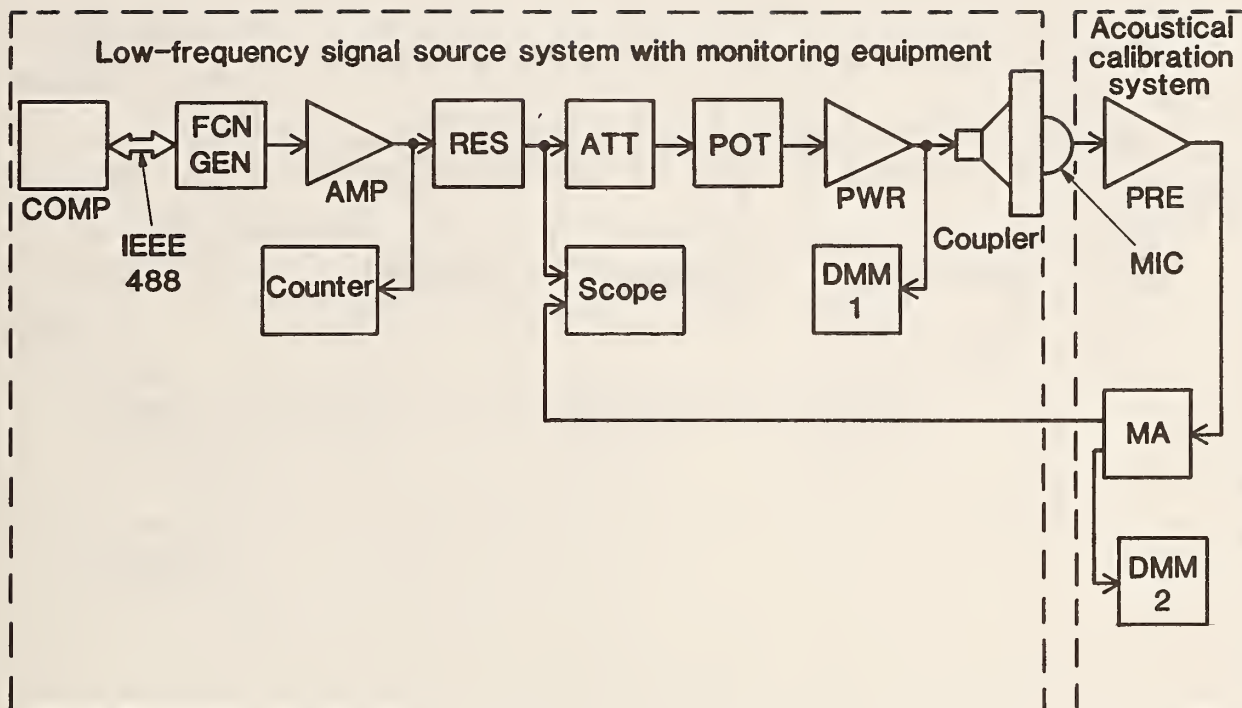 Low-frequency signal source system with monitoring equipment
Acoustical
calibration
system
COMP
IEEE
488
FCN
GEN
AMP
RES
ATT
POT
PWR
Coupler
MIC
PRE
Counter
Scope
DMM
1
MA
DMM
2